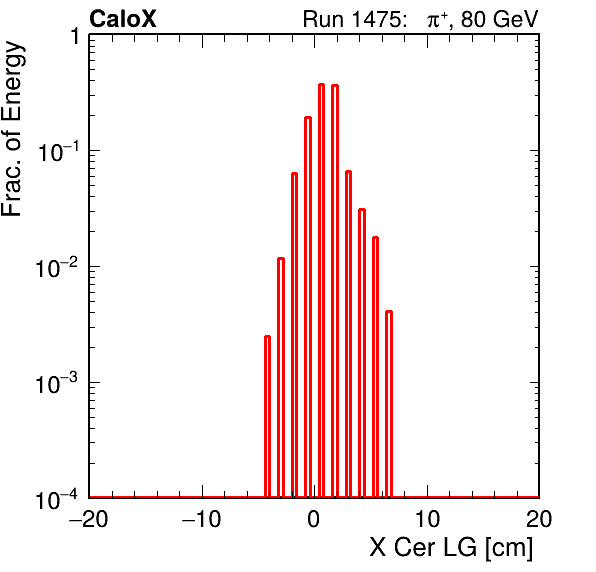 CaloX Run 1475: π⁺, 80 GeV
Frac. of Energy
1
10⁻¹
10⁻²
10⁻³
10⁻⁴
−20 −10 0 10 20
X Cer LG [cm]